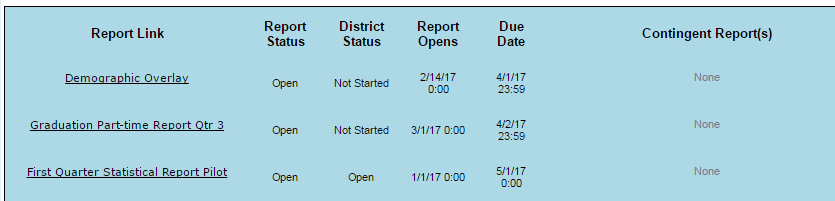 Report Link Report Status District Status Report Opens Due Date Contingent Report(s)
Demographic Overlay Open Not Started 2/14/17 0:00 4/1/17 23:59 None
Graduation Part-time Report Qtr 3 Open Not Started 3/1/17 0:00 4/2/17 23:59 None
First Quarter Statistical Report Pilot Open Open 1/1/17 0:00 5/1/17 0:00 None